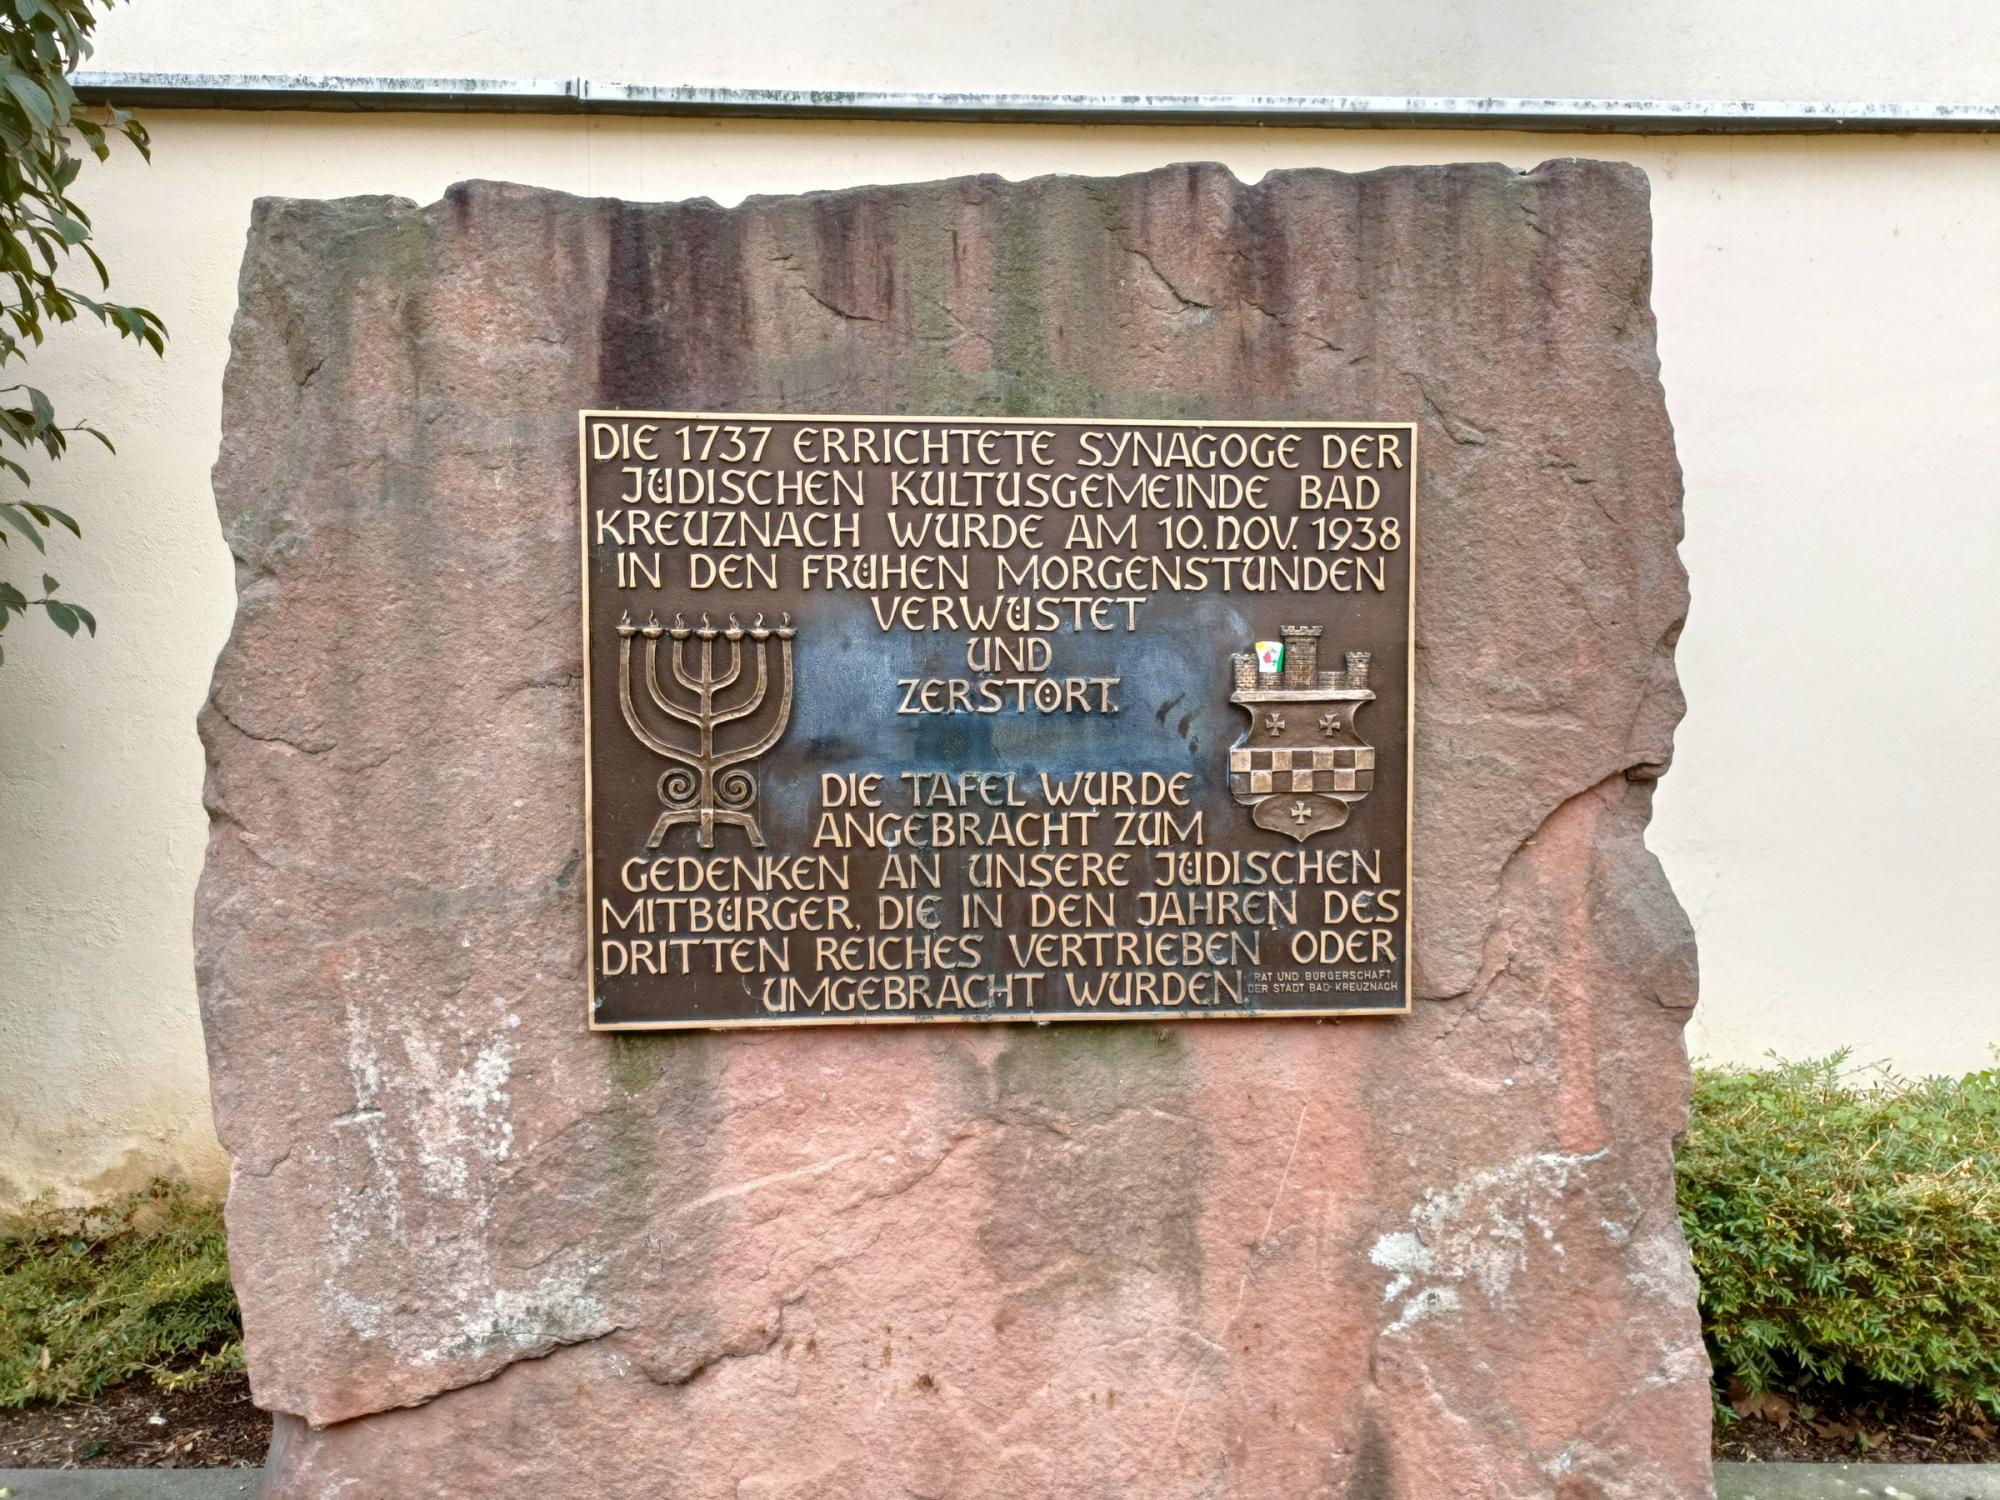 DIE 1737 ERRICHTETE SYNAGOGE DER
JÜDISCHEN KULTUSGEMEINDE BAD
KREUZNACH WURDE AM 10. NOV. 1938
IN DEN FRÜHEN MORGENSTUNDEN
VERWÜSTET
UND
ZERSTÖRT.
DIE TAFEL WURDE
ANGEBRACHT ZUM
GEDENKEN AN UNSERE JÜDISCHEN
MITBÜRGER, DIE IN DEN JAHREN DES
DRITTEN REICHES VERTRIEBEN ODER
UMGEBRACHT WURDEN.
RAT UND BÜRGERSCHAFT
DER STADT BAD-KREUZNACH